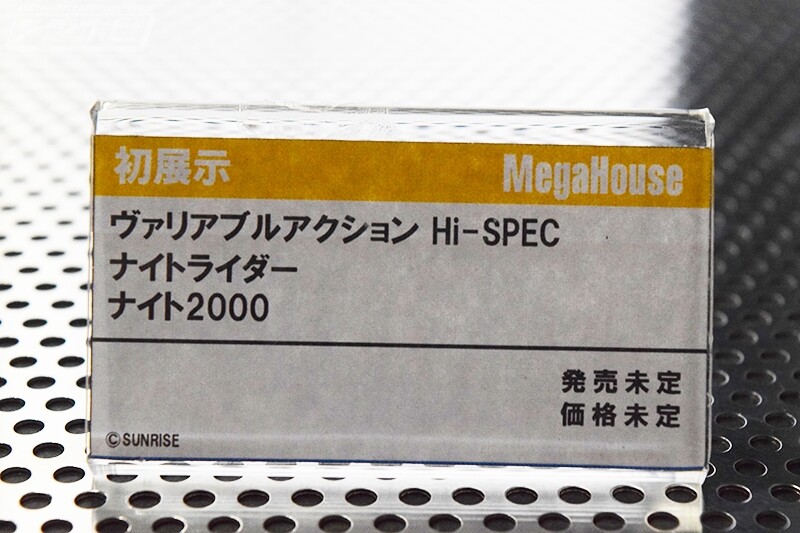 初展示
MegaHouse
ヴァリアブルアクション Hi-SPEC
ナイトライダー
ナイト2000
発売未定
価格未定
©SUNRISE